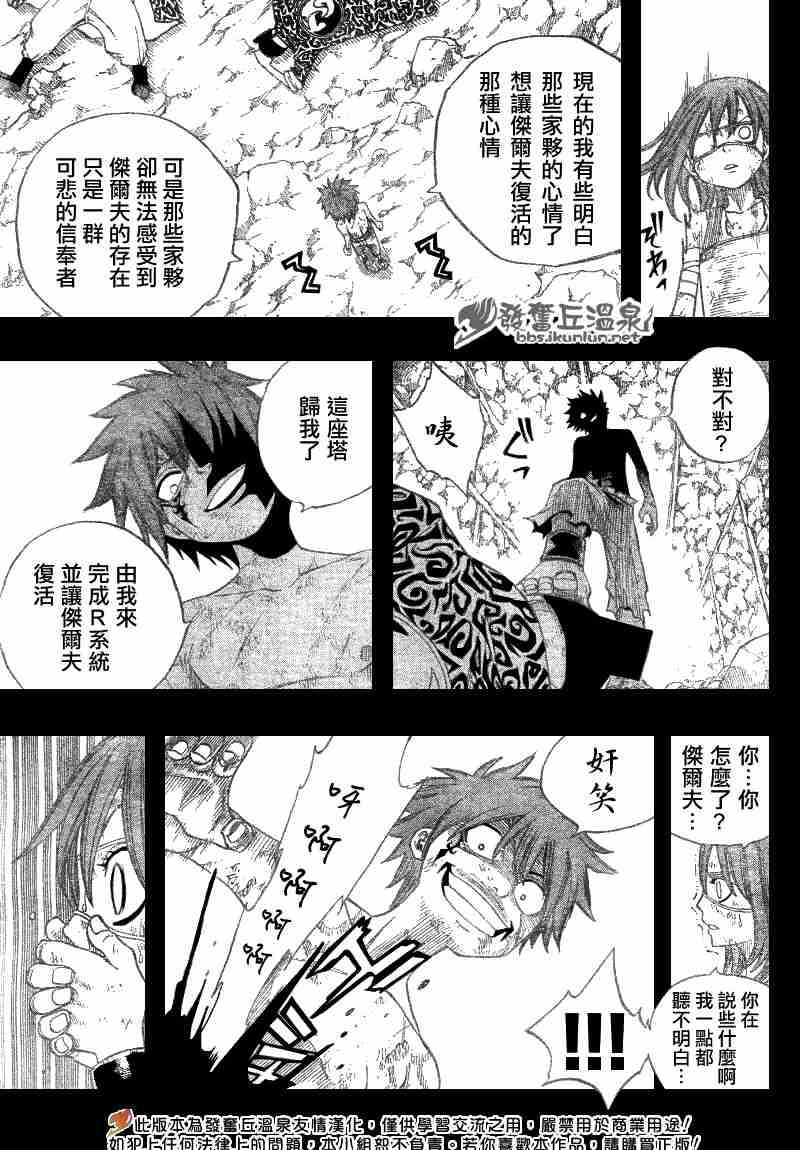 現在的我有些明白
那些家夥的心情了
想讓傑爾夫復活的
那種心情
ぞわっ
可是那些家夥
卻無法感受到
傑爾夫的存在
只是一群
可悲的信奉者
發奮丘溫泉
bbs.ikunlun.net
對不對？
咦
ぐっ
這座塔
歸我了
由我來
完成R系統
並讓傑爾夫
復活
你…你
怎麼了？
傑爾夫…
你在
說些什麼啊
我一點都
聽不明白…
奸笑
!!!
呀啊啊啊啊
此版本為發奮丘溫泉友情漢化，僅供學習交流之用，嚴禁用於商業用途!
如犯上任何法律上的問題，本小組恕不負責。若你喜歡本作品，請購買正版!